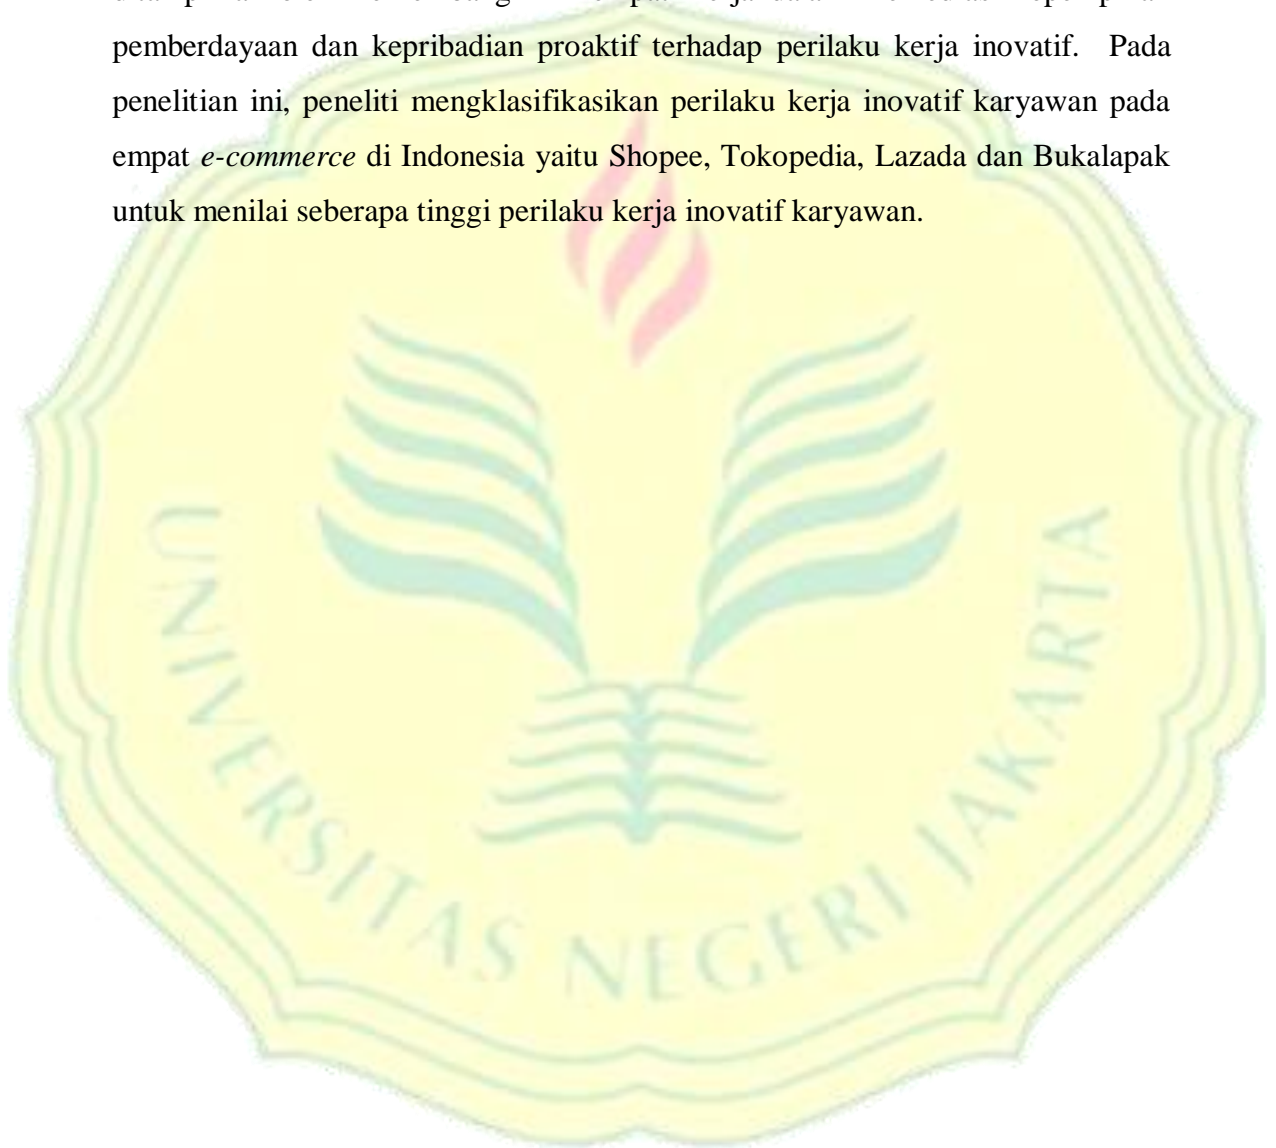 pemberdayaan dan kepribadian proaktif terhadap perilaku kerja inovatif. Pada
penelitian ini, peneliti mengklasifikasikan perilaku kerja inovatif karyawan pada
empat e-commerce di Indonesia yaitu Shopee, Tokopedia, Lazada dan Bukalapak
untuk menilai seberapa tinggi perilaku kerja inovatif karyawan.
UNIVERSITAS NEGERI JAKARTA